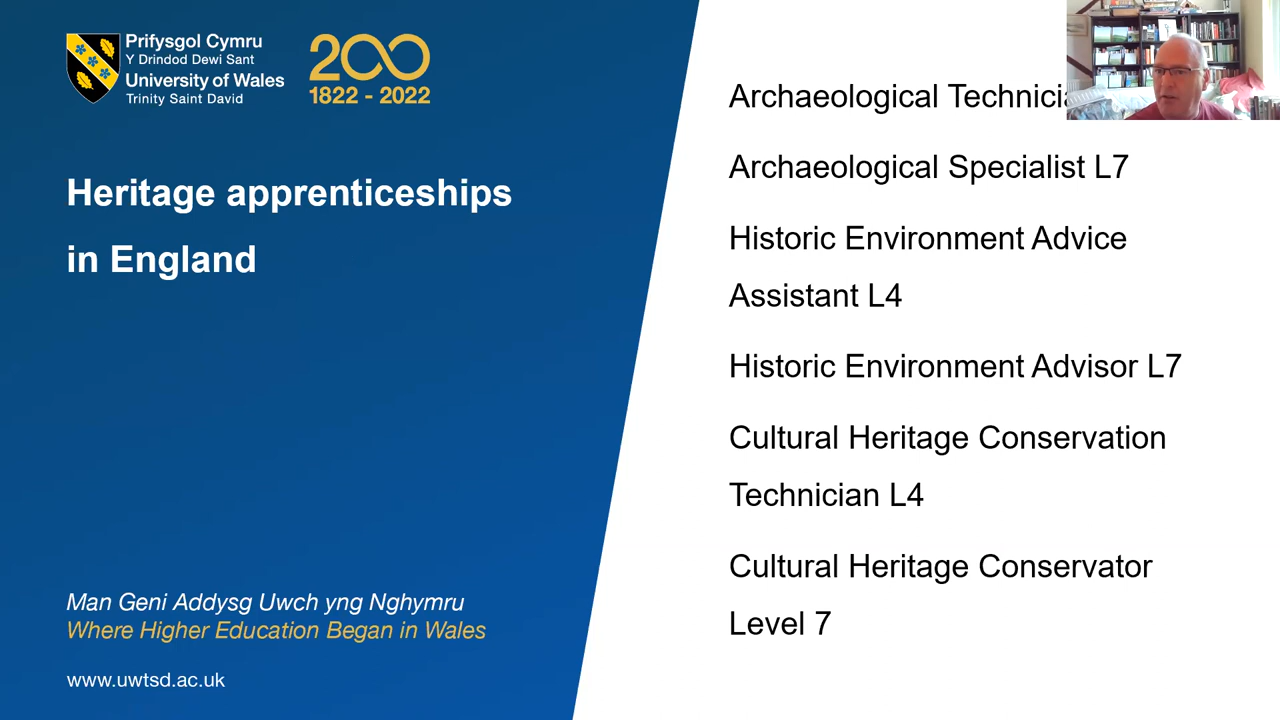 Prifysgol Cymru
Y Drindod Dewi Sant
University of Wales
Trinity Saint David
200
1822 - 2022
Heritage apprenticeships
in England
Man Geni Addysg Uwch yng Nghymru
Where Higher Education Began in Wales
www.uwtsd.ac.uk
Archaeological
Archaeological Specialist L7
Historic Environment Advice
Assistant L4
Historic Environment Advisor L7
Cultural Heritage Conservation
Technician L4
Cultural Heritage Conservator
Level 7